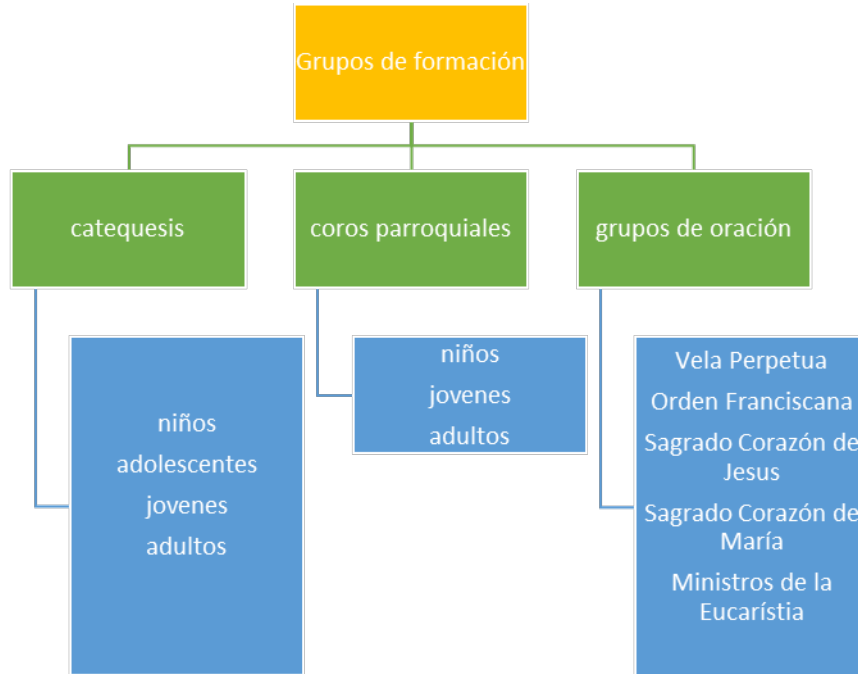 Grupos de formación
catequesis
niños
adolescentes
jovenes
adultos
coros parroquiales
niños
jovenes
adultos
grupos de oración
Vela Perpetua
Orden Franciscana
Sagrado Corazón de
Jesus
Sagrado Corazón de
María
Ministros de la
Eucarístia